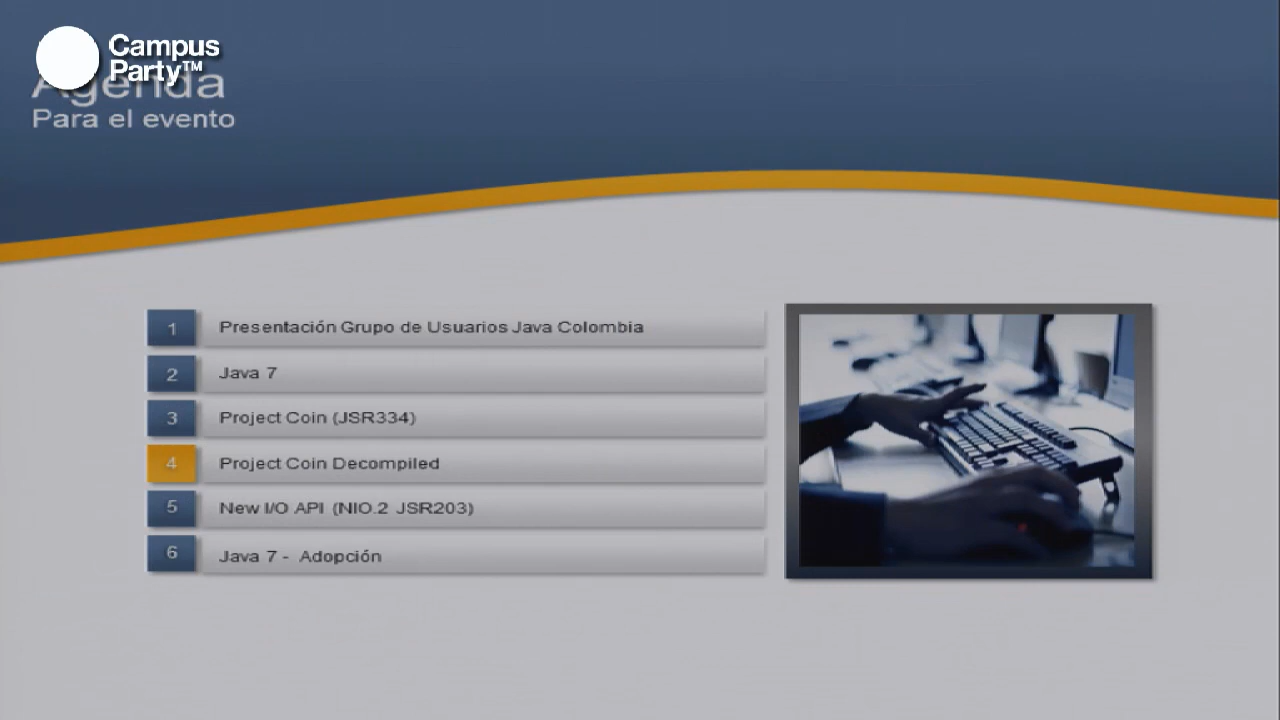 Campus
Party™
Agenda
Para el evento
1 Presentación Grupo de Usuarios Java Colombia
2 Java 7
3 Project Coin (JSR334)
4 Project Coin Decompiled
5 New I/O API (NIO.2 JSR203)
6 Java 7 - Adopción